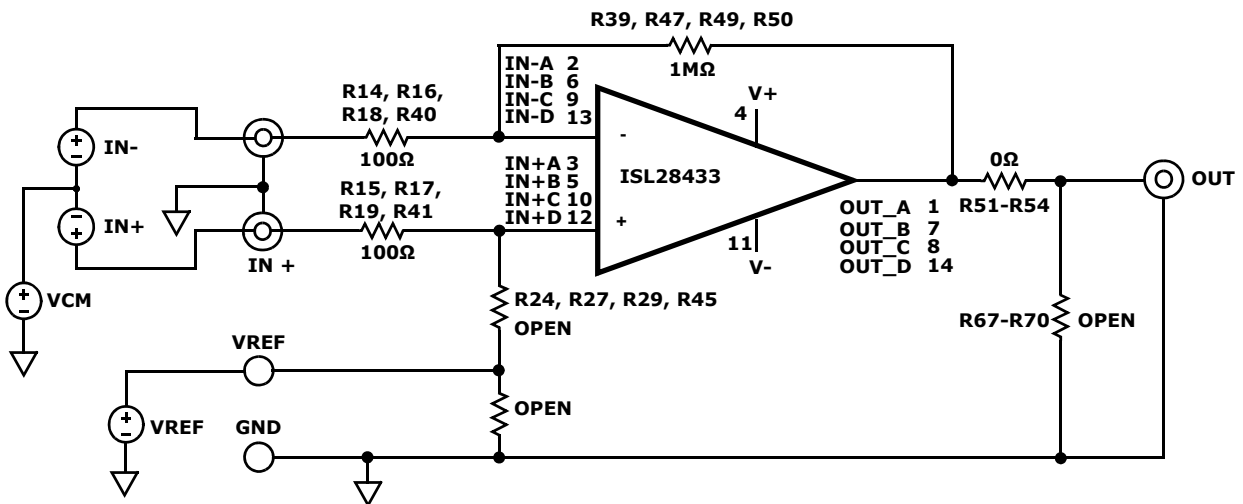 R39, R47, R49, R50
1MΩ
IN-A 2
IN-B 6
IN-C 9
IN-D 13
R14, R16,
R18, R40
100Ω
IN-
IN+
IN+A 3
IN+B 5
IN+C 10
IN+D 12
R15, R17,
R19, R41
100Ω
IN +
-
+
ISL28433
V+
4
11
V-
OUT_A 1
OUT_B 7
OUT_C 8
OUT_D 14
0Ω
R51-R54
OUT
VCM
R24, R27, R29, R45
OPEN
VREF
OPEN
VREF
GND
R67-R70 OPEN